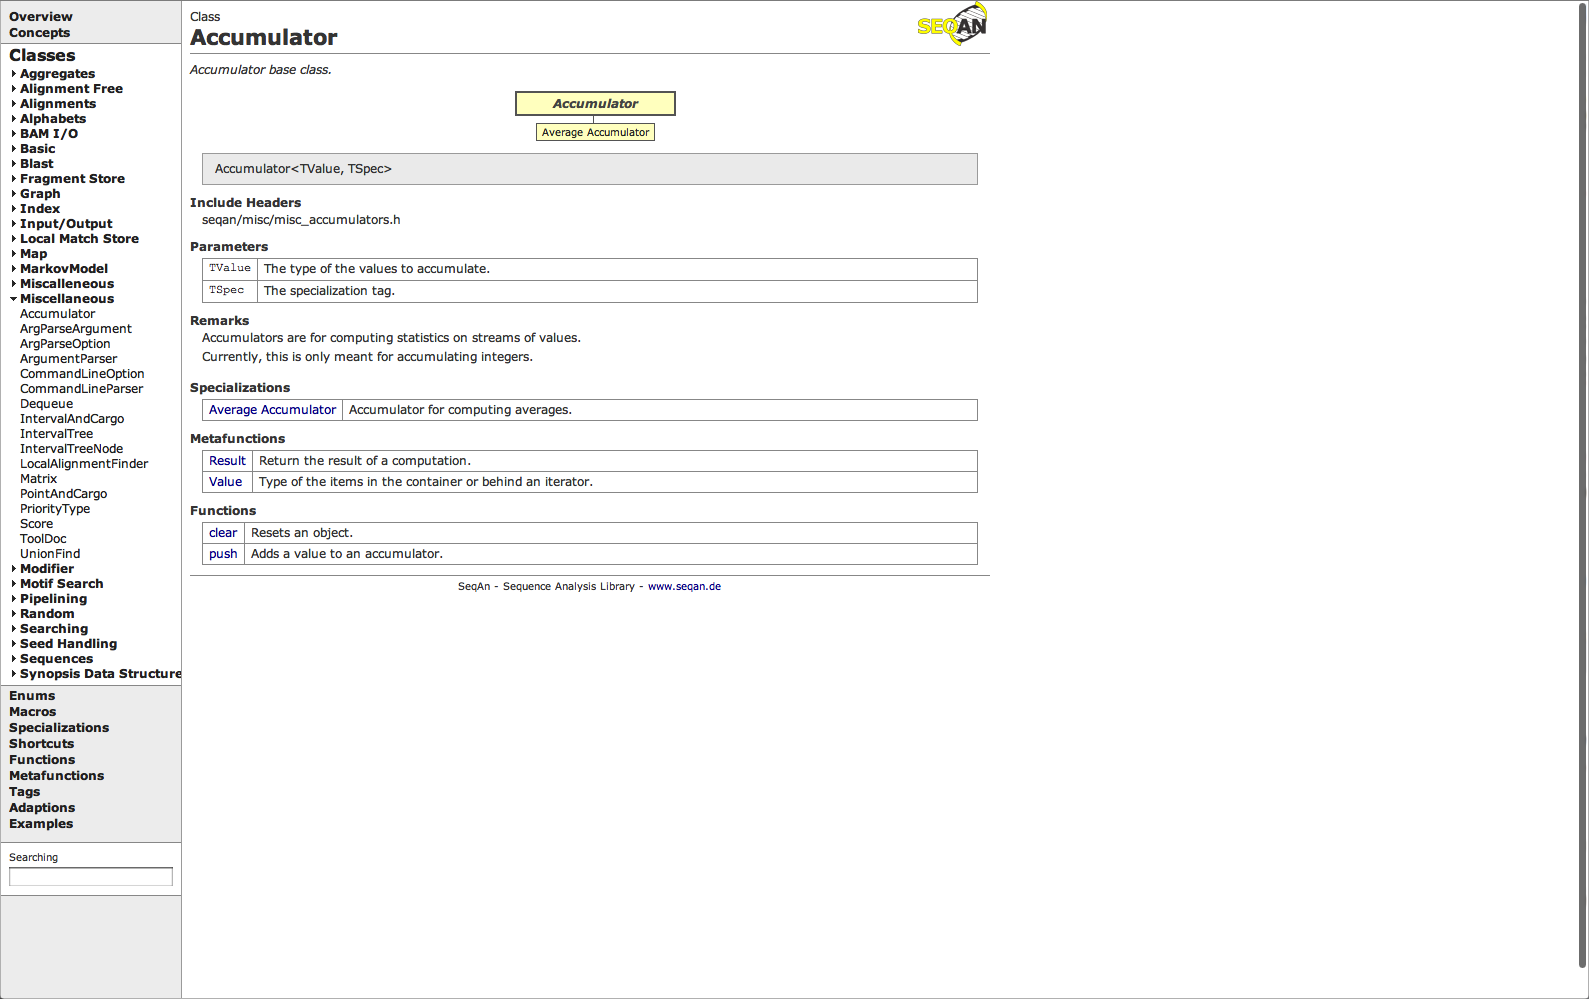 Overview
Concepts
Classes
Aggregates
Alignment Free
Alignments
Alphabets
BAM I/O
Basic
Blast
Fragment Store
Graph
Index
Input/Output
Local Match Store
Map
MarkovModel
Miscalleneous
Miscellaneous
Accumulator
ArgParseArgument
ArgParseOption
ArgumentParser
CommandLineOption
CommandLineParser
Dequeue
IntervalAndCargo
IntervalTree
IntervalTreeNode
LocalAlignmentFinder
Matrix
PointAndCargo
PriorityType
Score
ToolDoc
UnionFind
Modifier
Motif Search
Pipelining
Random
Searching
Seed Handling
Sequences
Synopsis Data Structure
Enums
Macros
Specializations
Shortcuts
Functions
Metafunctions
Tags
Adaptions
Examples
Searching
Class
Accumulator
SEQAN
Accumulator base class.
Accumulator
Average Accumulator
Accumulator<TValue, TSpec>
Include Headers
seqan/misc/misc_accumulators.h
Parameters
TValue The type of the values to accumulate.
TSpec The specialization tag.
Remarks
Accumulators are for computing statistics on streams of values.
Currently, this is only meant for accumulating integers.
Specializations
Average Accumulator Accumulator for computing averages.
Metafunctions
Result Return the result of a computation.
Value Type of the items in the container or behind an iterator.
Functions
clear Resets an object.
push Adds a value to an accumulator.
SeqAn - Sequence Analysis Library - www.seqan.de